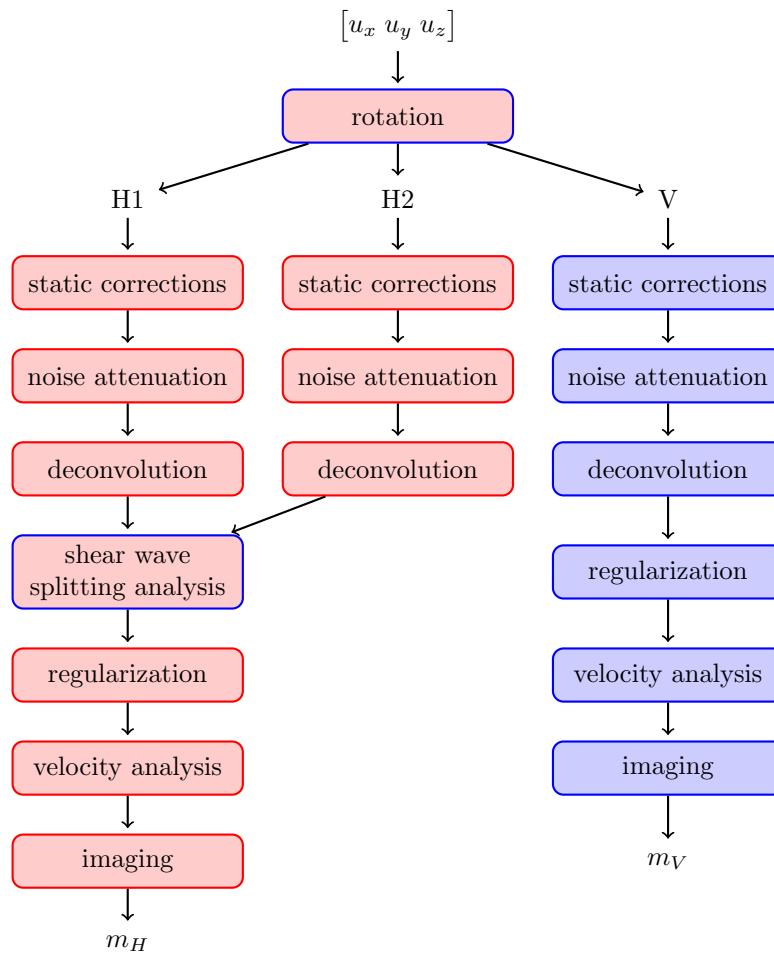 [u_x u_y u_z]
rotation
H1
H2
V
static corrections
static corrections
static corrections
noise attenuation
noise attenuation
noise attenuation
deconvolution
deconvolution
deconvolution
shear wave
splitting analysis
regularization
regularization
velocity analysis
velocity analysis
imaging
imaging
m_V
m_H